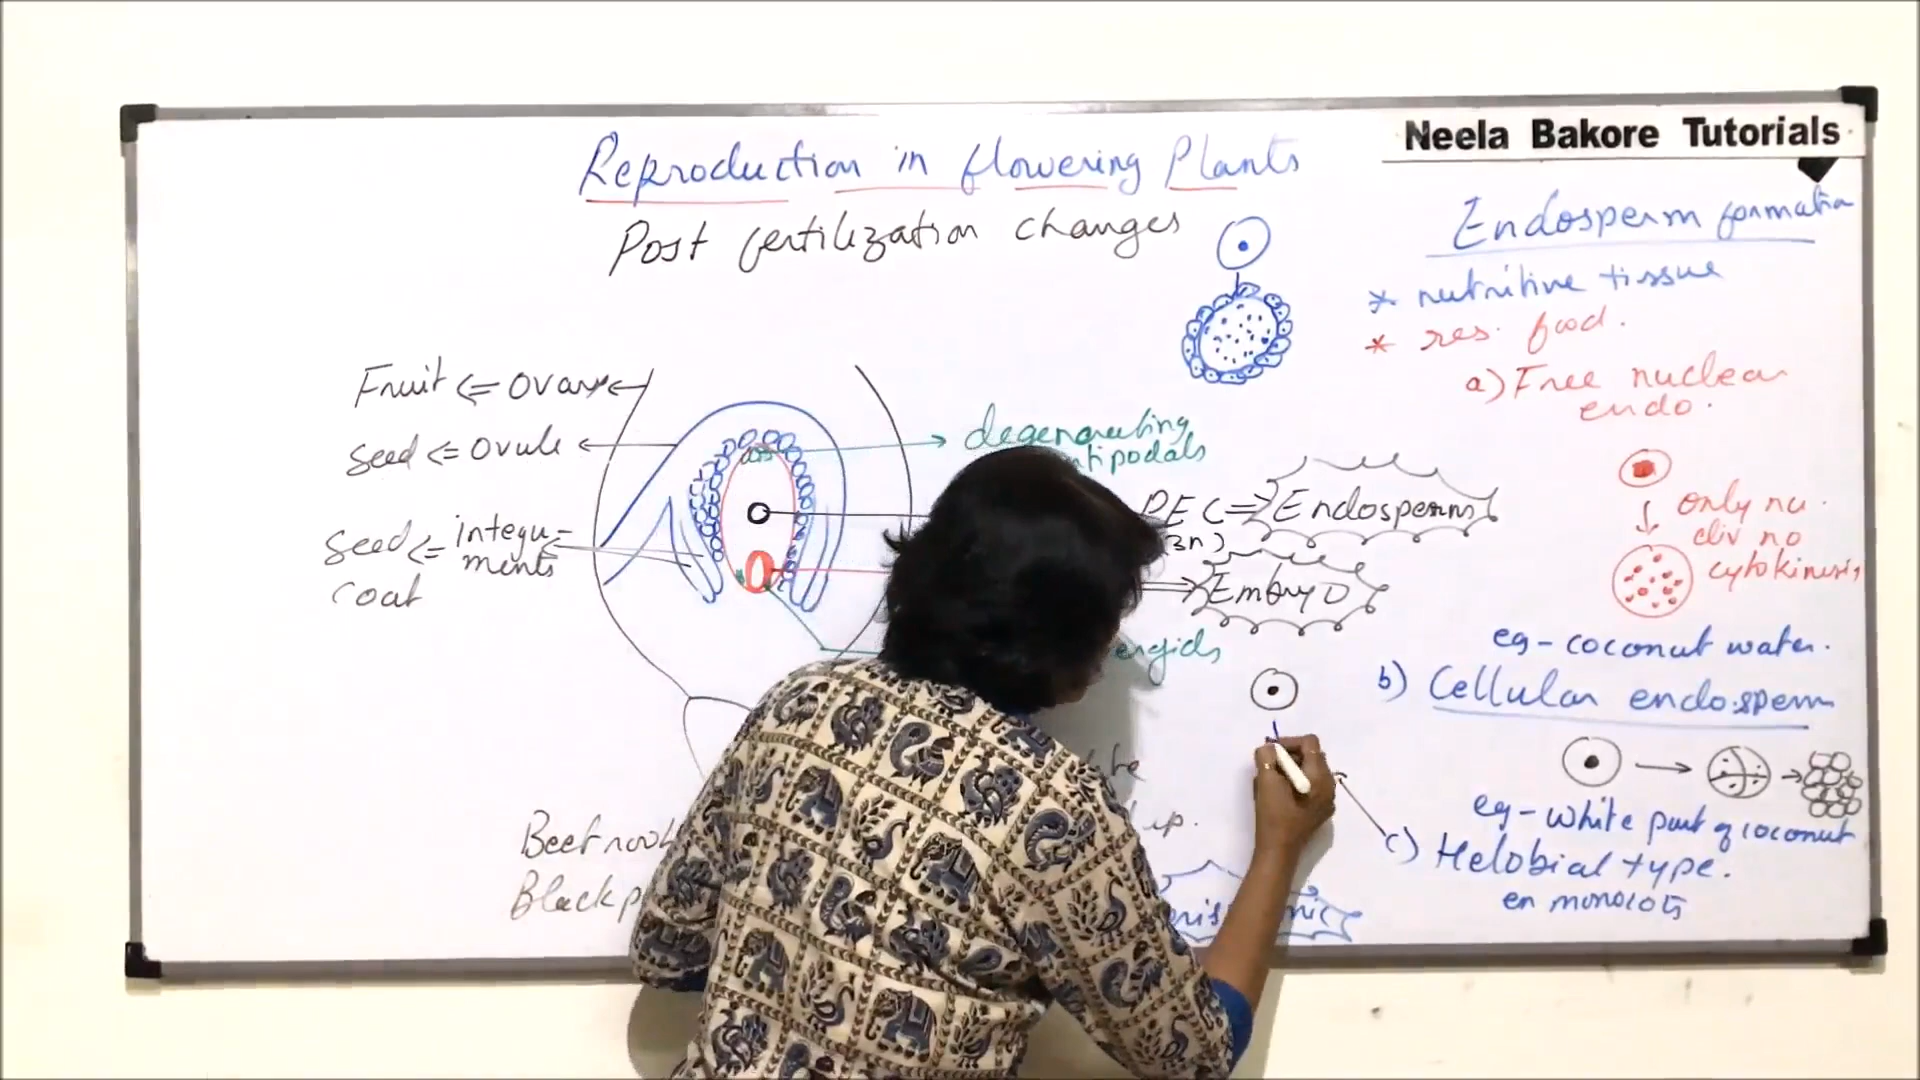 Neela Bakore Tutorials
Reproduction in flowering Plants
Post fertilization changes
Fruit <= ovary
seed <= ovule
seed <= integu-
ments
coat
degenerating
PEC => Endosperm
(3n)
Embryo
Beet
Black
Endosperm formation
* nutritive tissue
* res. food.
a) Free nuclear
endo.
only nu.
div no
cytokinesis
eg - coconut water.
b) Cellular endosperm
eg - white part of coconut
c) Helobial type.
en monocots